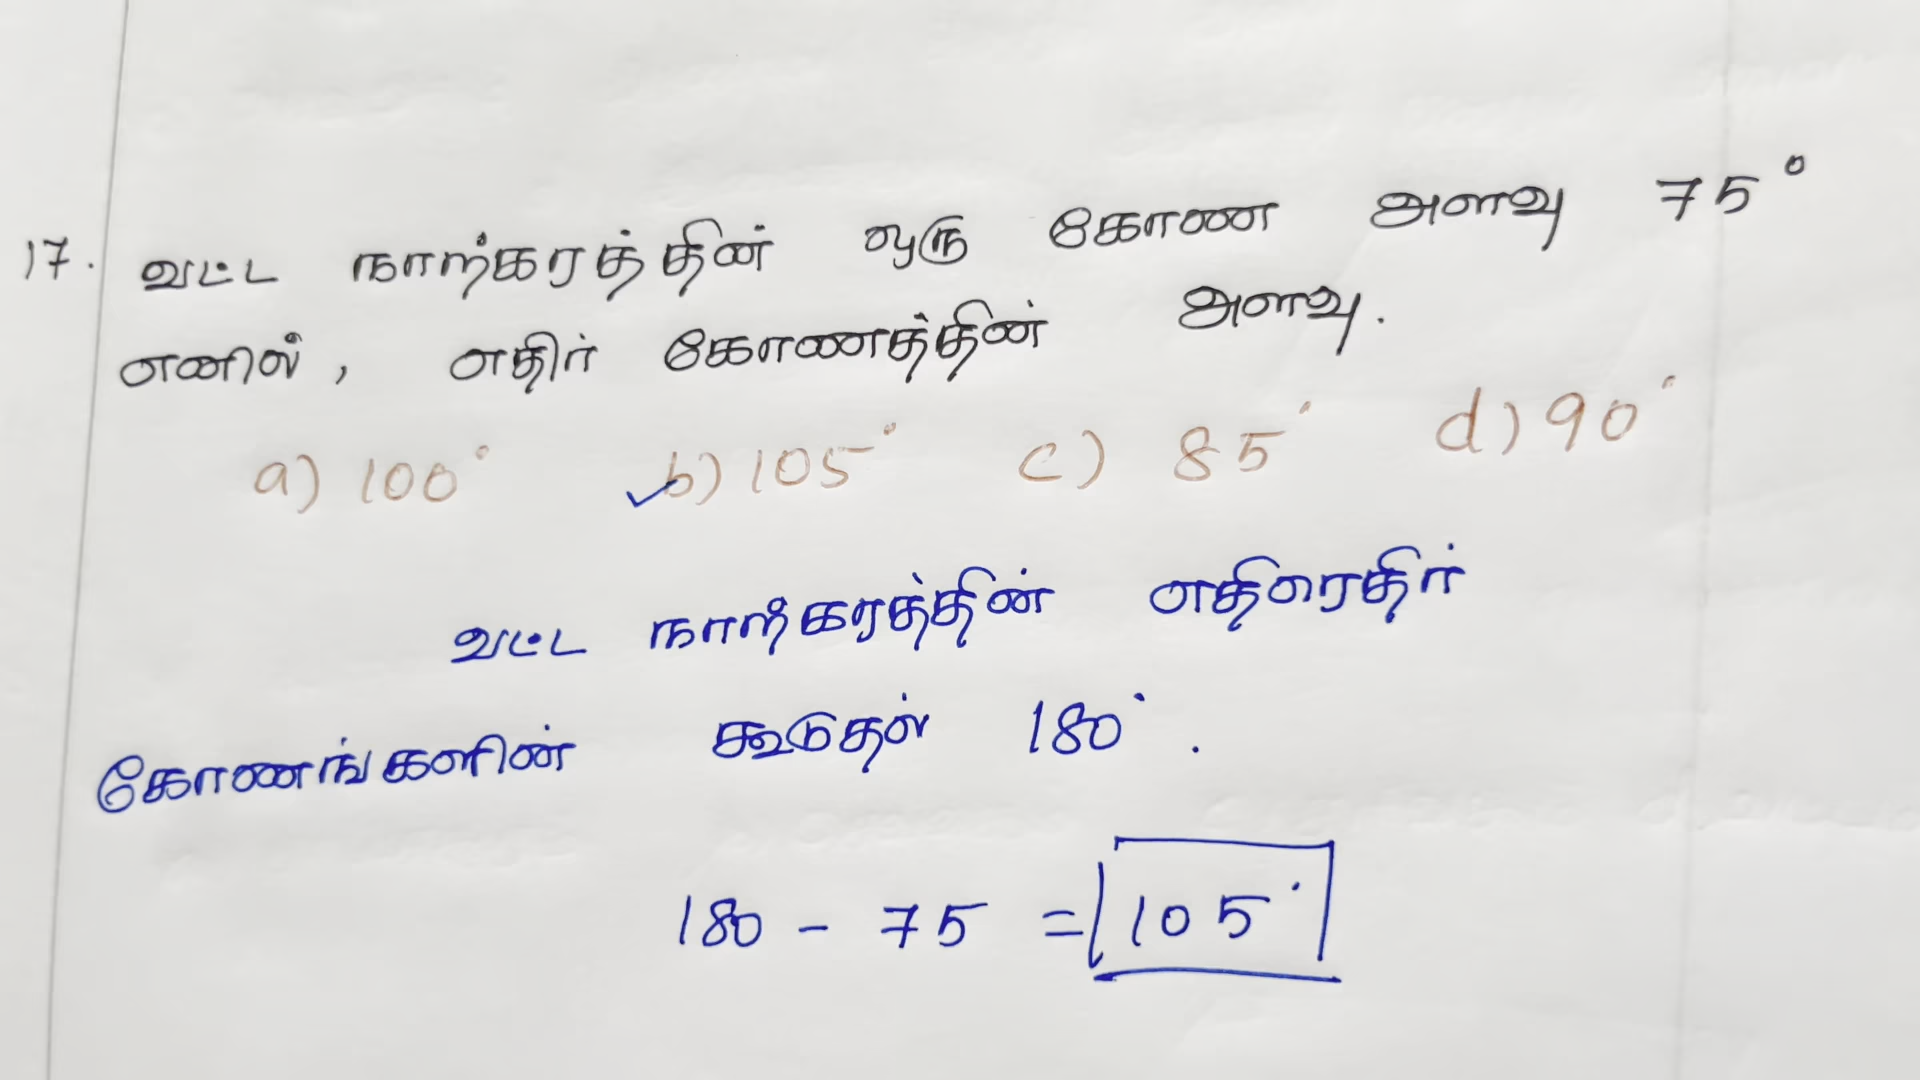 17. வட்ட நாற்கரத்தின் ஒரு கோண அளவு 75°
எனில், எதிர் கோணத்தின் அளவு.
a) 100° b) 105° c) 85° d) 90°
வட்ட நாற்கரத்தின் எதிரெதிர்
கோணங்களின் கூடுதல் 180°.
180 - 75 = 105°